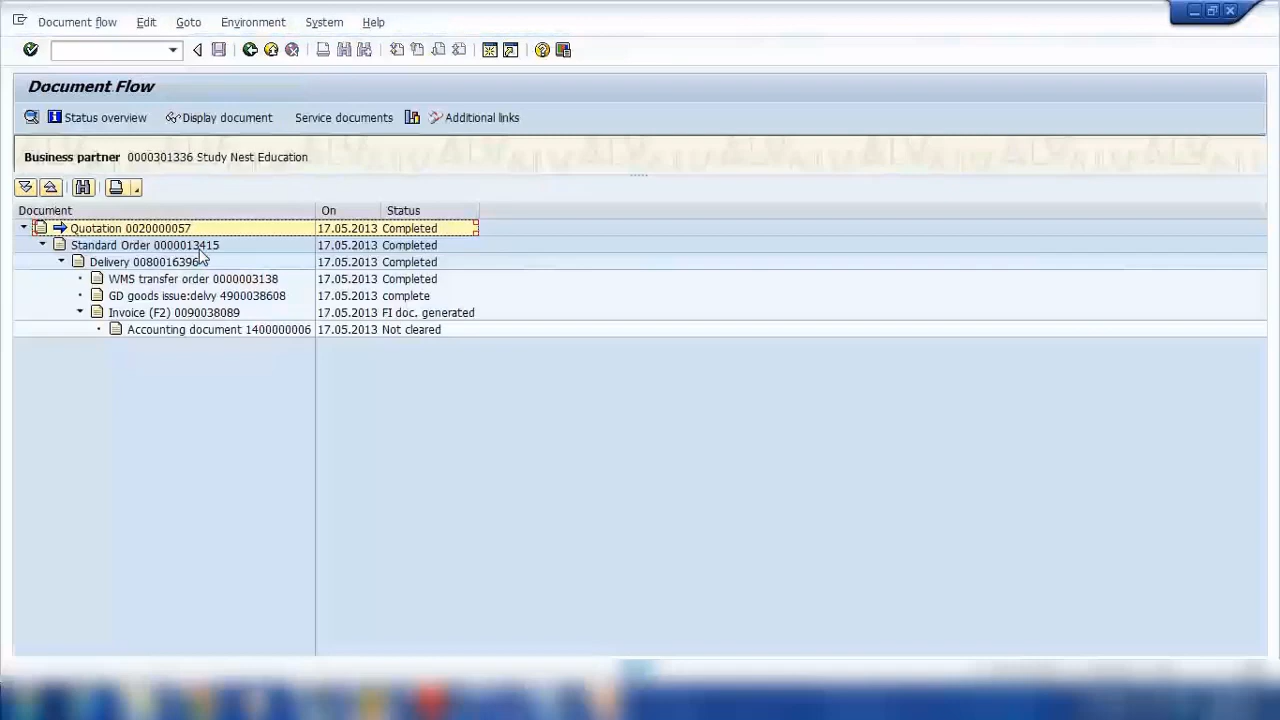 Document flow Edit Goto Environment System Help
Document Flow
Status overview Display document Service documents Additional links
Business partner 0000301336 Study Nest Education
Document On Status
Quotation 0020000057 17.05.2013 Completed
Standard Order 0000013415 17.05.2013 Completed
Delivery 0080016396 17.05.2013 Completed
WMS transfer order 0000003138 17.05.2013 Completed
GD goods issue:delvy 4900038608 17.05.2013 complete
Invoice (F2) 0090038089 17.05.2013 FI doc. generated
Accounting document 1400000006 17.05.2013 Not cleared